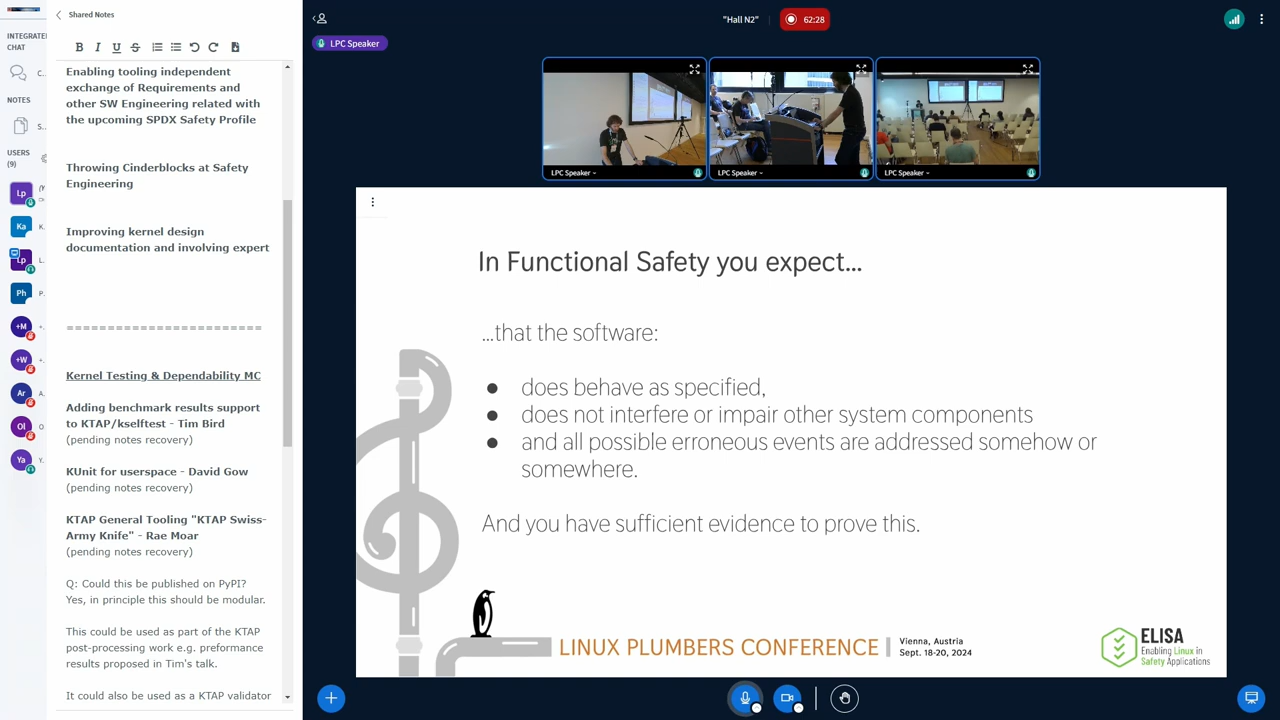 Shared Notes
INTEGRATE
CHAT
C..
NOTES
S..
USERS
(9)
Lp
Ka
K.
Lp
L..
Ph
P.
+M
+.
+W
+.
Ar
A.
Ol
O
Ya
Y.
Enabling tooling independent
exchange of Requirements and
other SW Engineering related with
the upcoming SPDX Safety Profile
Throwing Cinderblocks at Safety
Engineering
Improving kernel design
documentation and involving expert
========================
Kernel Testing & Dependability MC
Adding benchmark results support
to KTAP/kselftest - Tim Bird
(pending notes recovery)
KUnit for userspace - David Gow
(pending notes recovery)
KTAP General Tooling "KTAP Swiss-
Army Knife" - Rae Moar
(pending notes recovery)
Q: Could this be published on PyPI?
Yes, in principle this should be modular.
This could be used as part of the KTAP
post-processing work e.g. preformance
results proposed in Tim's talk.
It could also be used as a KTAP validator
"Hall N2"
62:28
LPC Speaker
LPC Speaker
LPC Speaker
LPC Speaker
In Functional Safety you expect...
...that the software:
● does behave as specified,
● does not interfere or impair other system components
● and all possible erroneous events are addressed somehow or
somewhere.
And you have sufficient evidence to prove this.
LINUX PLUMBERS CONFERENCE
Vienna, Austria
Sept. 18-20, 2024
ELISA
Enabling Linux in
Safety Applications